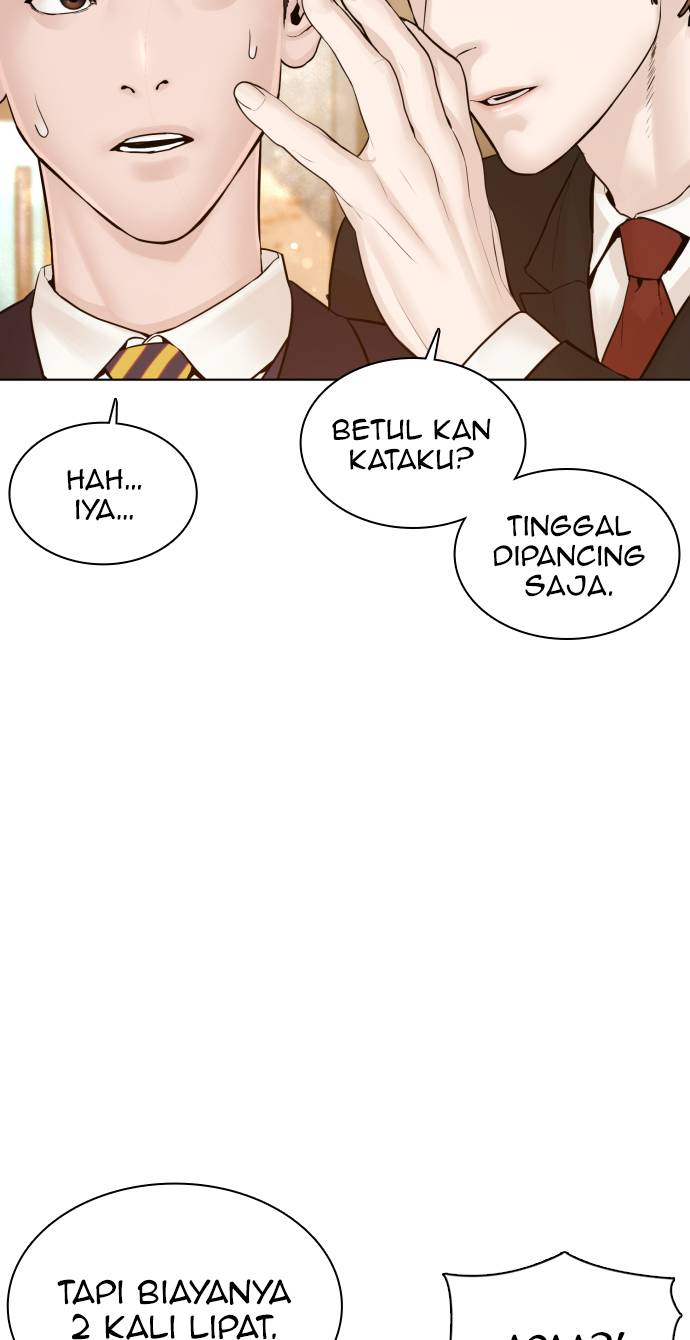 BETUL KAN
KATAKU?
TINGGAL
DIPANCING
SAJA.
HAH...
IYA...
TAPI BIAYANYA
2 KALI LIPAT.